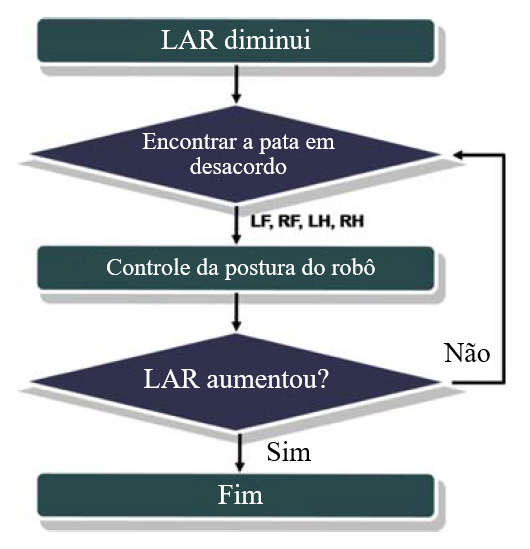 LAR diminui
Encontrar a pata em
desacordo
LF, RF, LH, RH
Controle da postura do robô
LAR aumentou?
Não
Sim
Fim